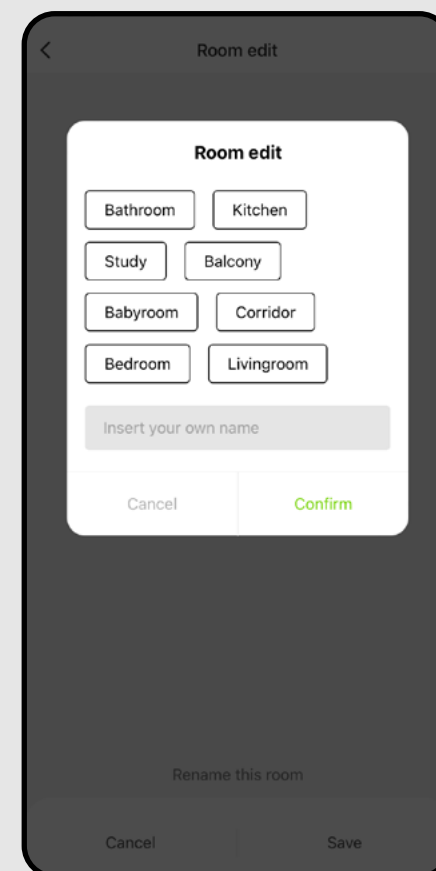 Room edit
Room edit
Bathroom Kitchen
Study Balcony
Babyroom Corridor
Bedroom Livingroom
Insert your own name
Cancel Confirm
Rename this room
Cancel Save